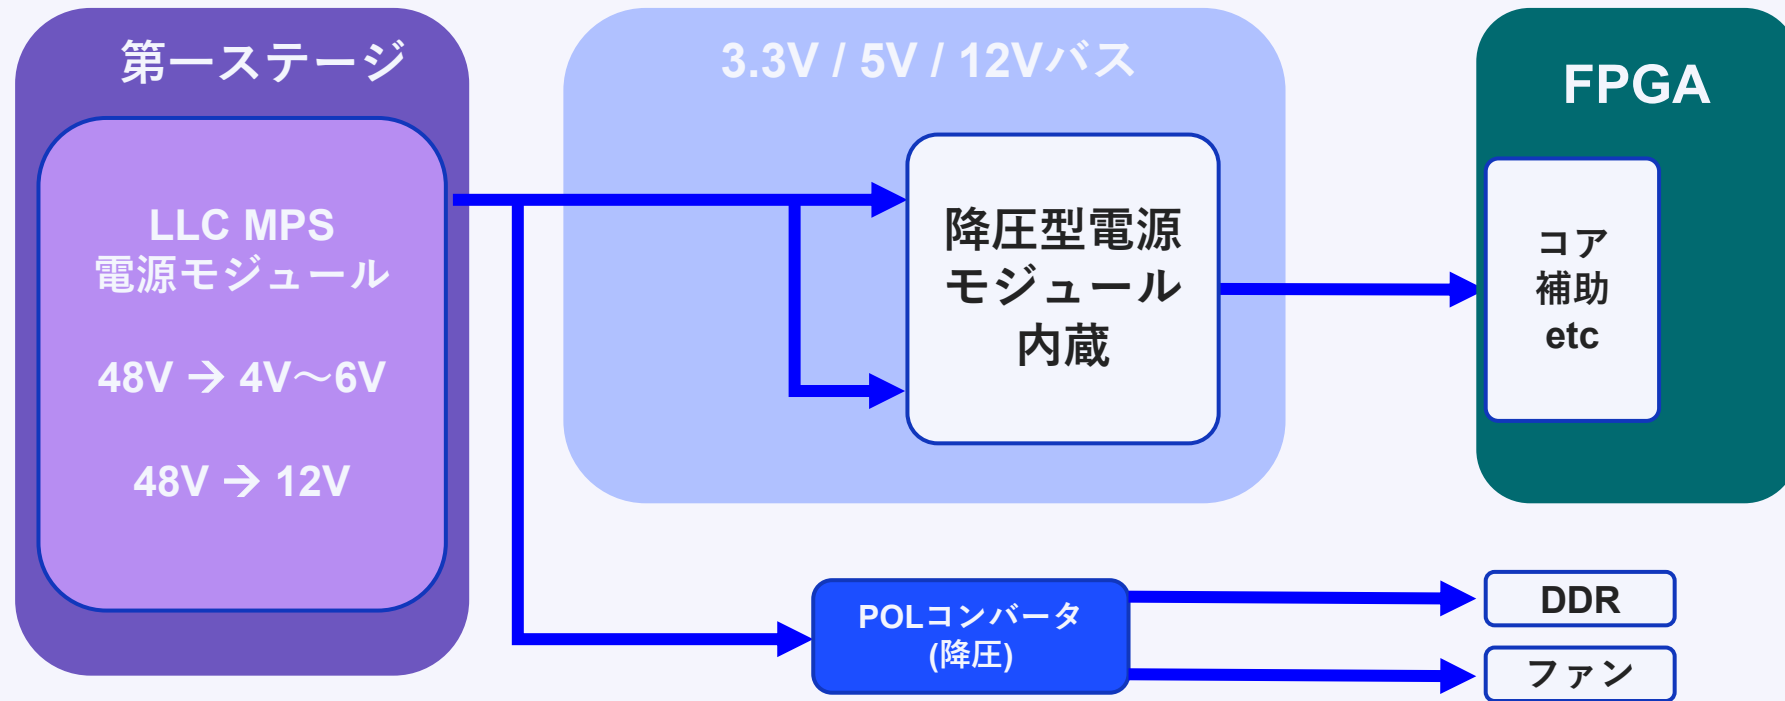 第一ステージ
LLC MPS
電源モジュール
48V → 4V～6V
48V → 12V
3.3V / 5V / 12Vバス
降圧型電源
モジュール
内蔵
FPGA
コア
補助
etc
POLコンバータ
(降圧)
DDR
ファン